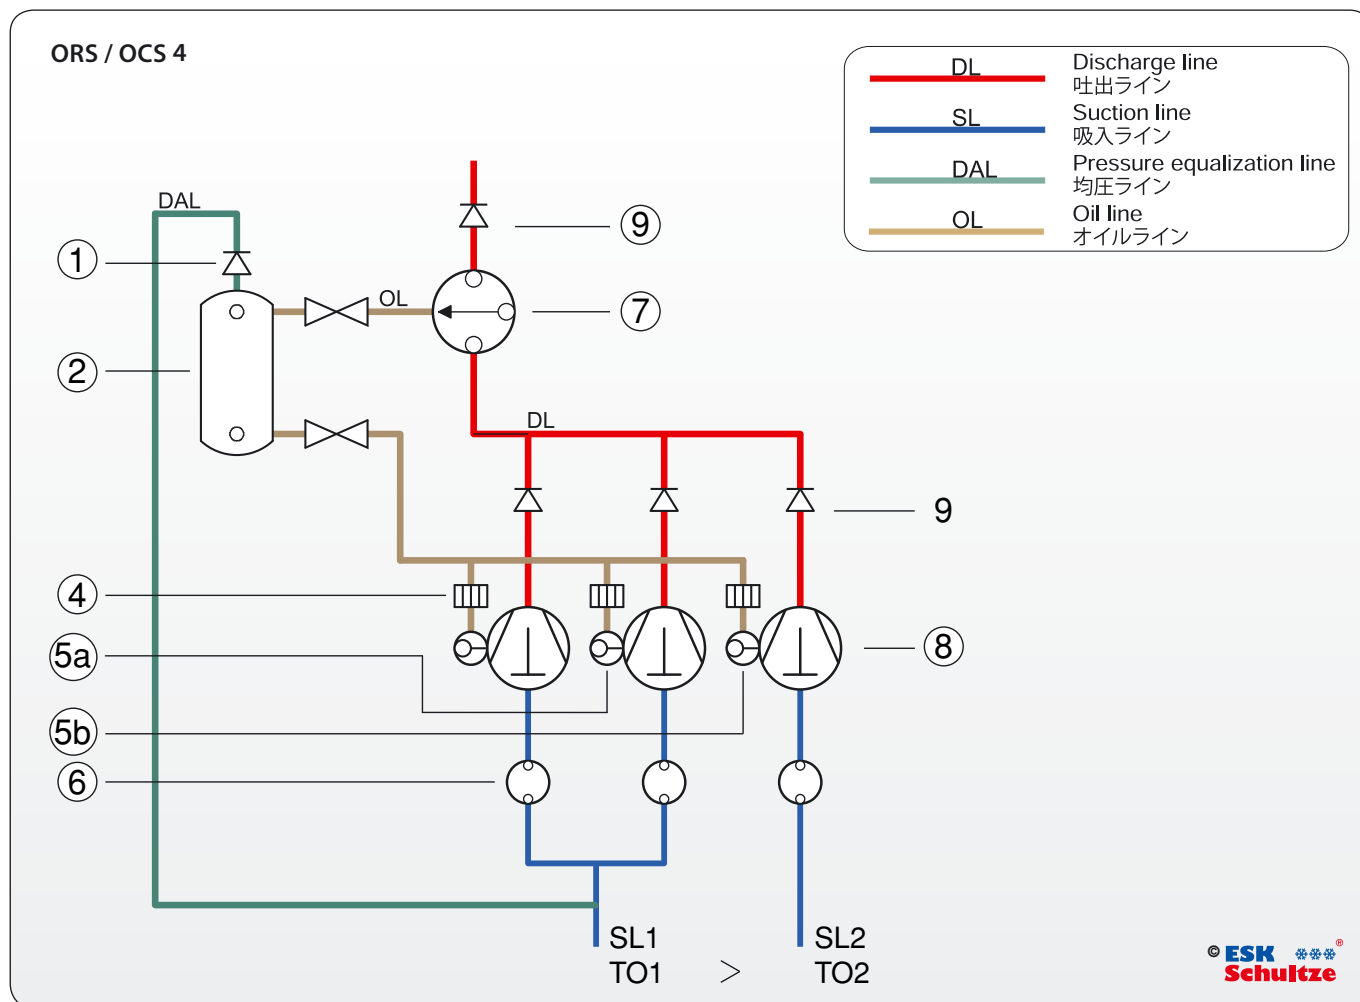 ORS / OCS 4
DL
Discharge line
吐出ライン
SL
Suction line
吸入ライン
DAL
Pressure equalization line
均圧ライン
OL
Oil line
オイルライン
DAL
9
1
OL
7
2
DL
9
4
8
5a
5b
6
SL1
SL2
TO1 > TO2
© ESK ®
Schultze